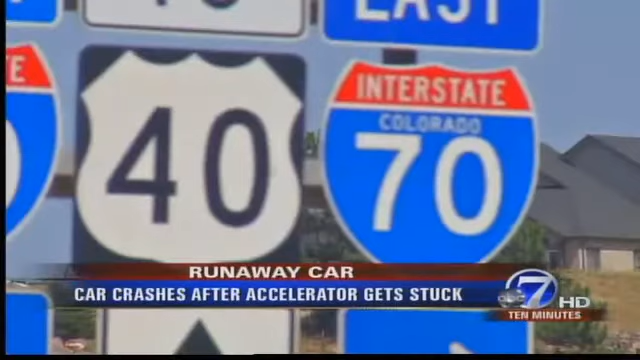 EAST
E
40
INTERSTATE
COLORADO
70
RUNAWAY CAR
CAR CRASHES AFTER ACCELERATOR GETS STUCK
7 HD
TEN MINUTES